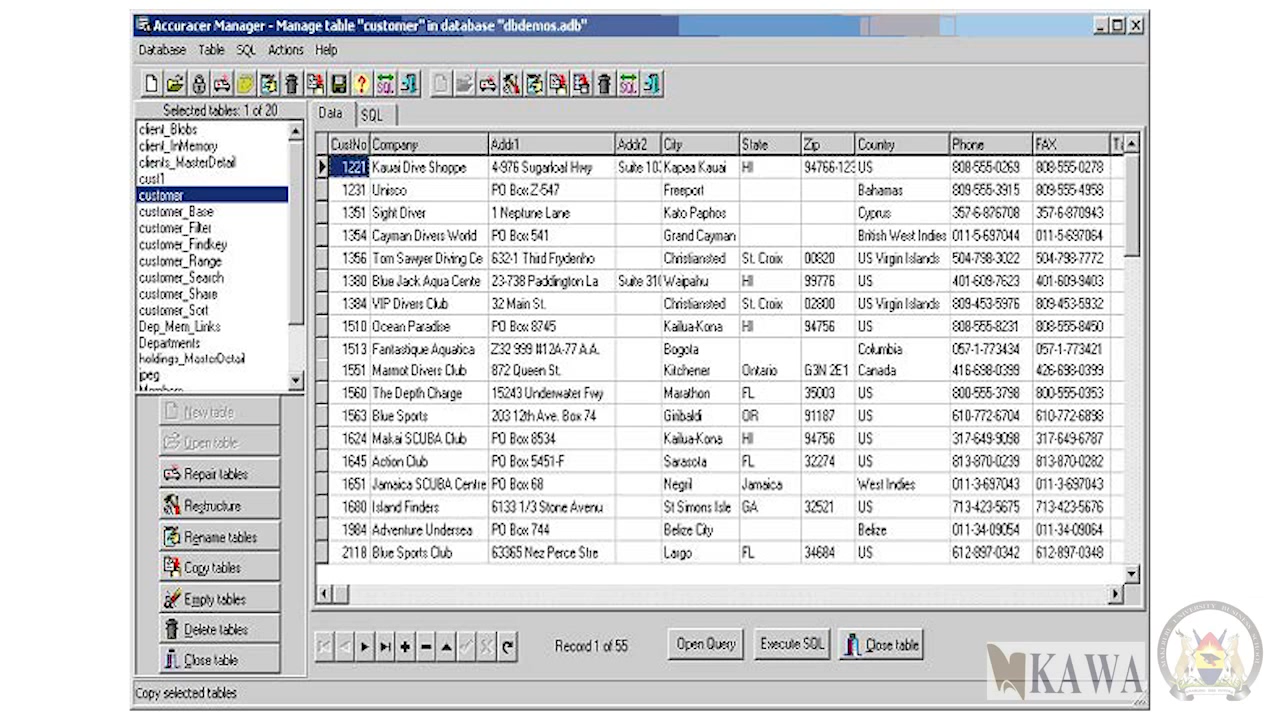 Accuracer Manager - Manage table "customer" in database "dbdemos.adb"
Database Table SQL Actions Help
Selected tables: 1 of 20
client_Blobs
client_InMemory
clients_MasterDetail
cust1
customer
customer_Base
customer_Filter
customer_Findkey
customer_Range
customer_Search
customer_Share
customer_Sort
Dep_Mem_Links
Departments
holdings_MasterDetail
jpeg
New table
Open table
Repair tables
Restructure
Rename tables
Copy tables
Empty tables
Delete tables
Close table
Data SQL
CustNo Company Addr1 Addr2 City State Zip Country Phone FAX
1221 Kauai Dive Shoppe 4-976 Sugarloaf Hwy Suite 103 Kapaa Kauai HI 94766-123 US 808-555-0269 808-555-0278
1231 Unisco PO Box Z-547 Freeport Bahamas 809-555-3915 809-555-4958
1351 Sight Diver 1 Neptune Lane Kato Paphos Cyprus 357-6-876708 357-6-870943
1354 Cayman Divers World PO Box 541 Grand Cayman British West Indies 011-5-697044 011-5-697064
1356 Tom Sawyer Diving Ce 632-1 Third Frydenho Christiansted St. Croix 00820 US Virgin Islands 504-798-3022 504-798-7772
1380 Blue Jack Aqua Cente 23-738 Paddington La Suite 310 Waipahu HI 99776 US 401-609-7623 401-609-9403
1384 VIP Divers Club 32 Main St. Christiansted St. Croix 02800 US Virgin Islands 809-453-5976 809-453-5932
1510 Ocean Paradise PO Box 8745 Kailua-Kona HI 94756 US 808-555-8231 808-555-8450
1513 Fantastique Aquatica Z32 999 #12A-77 A.A. Bogota Columbia 057-1-773434 057-1-773421
1551 Marmot Divers Club 872 Queen St. Kitchener Ontario G3N 2E1 Canada 416-698-0399 426-698-0399
1560 The Depth Charge 15243 Underwater Fwy Marathon FL 35003 US 800-555-3798 800-555-0353
1563 Blue Sports 203 12th Ave. Box 74 Giribaldi OR 91187 US 610-772-6704 610-772-6898
1624 Makai SCUBA Club PO Box 8534 Kailua-Kona HI 94756 US 317-649-9098 317-649-6787
1645 Action Club PO Box 5451-F Sarasota FL 32274 US 813-870-0239 813-870-0282
1651 Jamaica SCUBA Centre PO Box 68 Negril Jamaica West Indies 011-3-697043 011-3-697043
1680 Island Finders 6133 1/3 Stone Avenu St Simons Isle GA 32521 US 713-423-5675 713-423-5676
1984 Adventure Undersea PO Box 744 Belize City Belize 011-34-09054 011-34-09064
2118 Blue Sports Club 63365 Nez Perce Stre Largo FL 34684 US 612-897-0342 612-897-0348
Record 1 of 55
Open Query
Execute SQL
Close table
Copy selected tables
KAWA